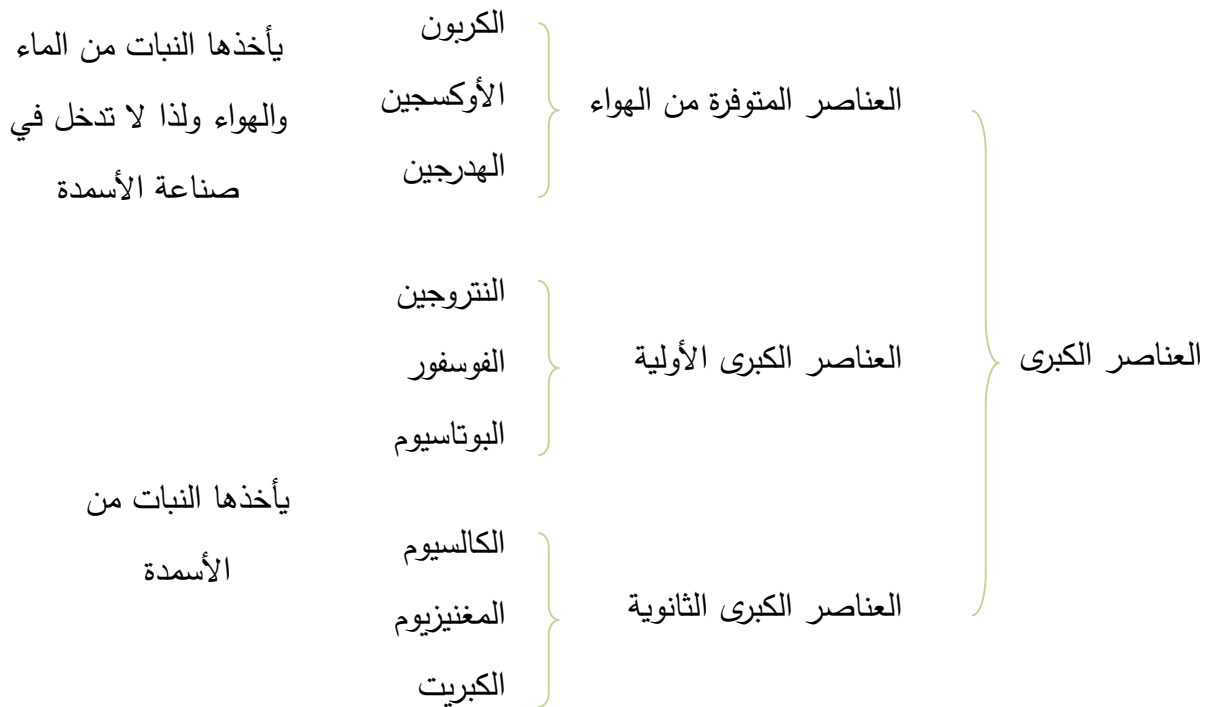 العناصر الكبرى
العناصر المتوفرة من الهواء
الكربون
الأوكسجين
الهدرجين
يأخذها النبات من الماء
والهواء ولذا لا تدخل في
صناعة الأسمدة
العناصر الكبرى الأولية
النتروجين
الفوسفور
البوتاسيوم
العناصر الكبرى الثانوية
الكالسيوم
المغنيزيوم
الكبريت
يأخذها النبات من
الأسمدة